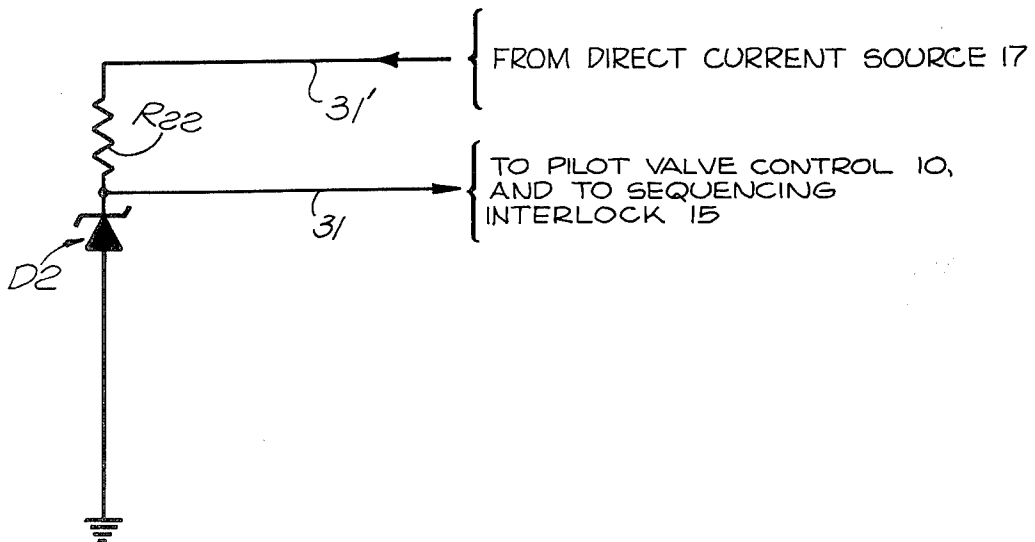 FROM DIRECT CURRENT SOURCE 17
31'
R22
TO PILOT VALVE CONTROL 10,
AND TO SEQUENCING
INTERLOCK 15
31
D2